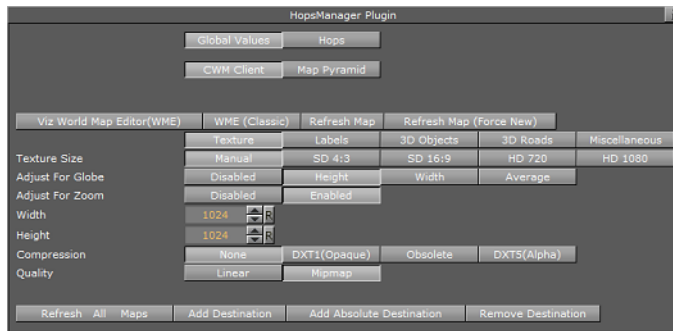 HopsManager Plugin
Global Values Hops
CWM Client Map Pyramid
Viz World Map Editor(WME) WME (Classic) Refresh Map Refresh Map (Force New)
Texture Labels 3D Objects 3D Roads Miscellaneous
Texture Size Manual SD 4:3 SD 16:9 HD 720 HD 1080
Adjust For Globe Disabled Height Width Average
Adjust For Zoom Disabled Enabled
Width 1024 R
Height 1024 R
Compression None DXT1(Opaque) Obsolete DXT5(Alpha)
Quality Linear Mipmap
Refresh All Maps Add Destination Add Absolute Destination Remove Destination